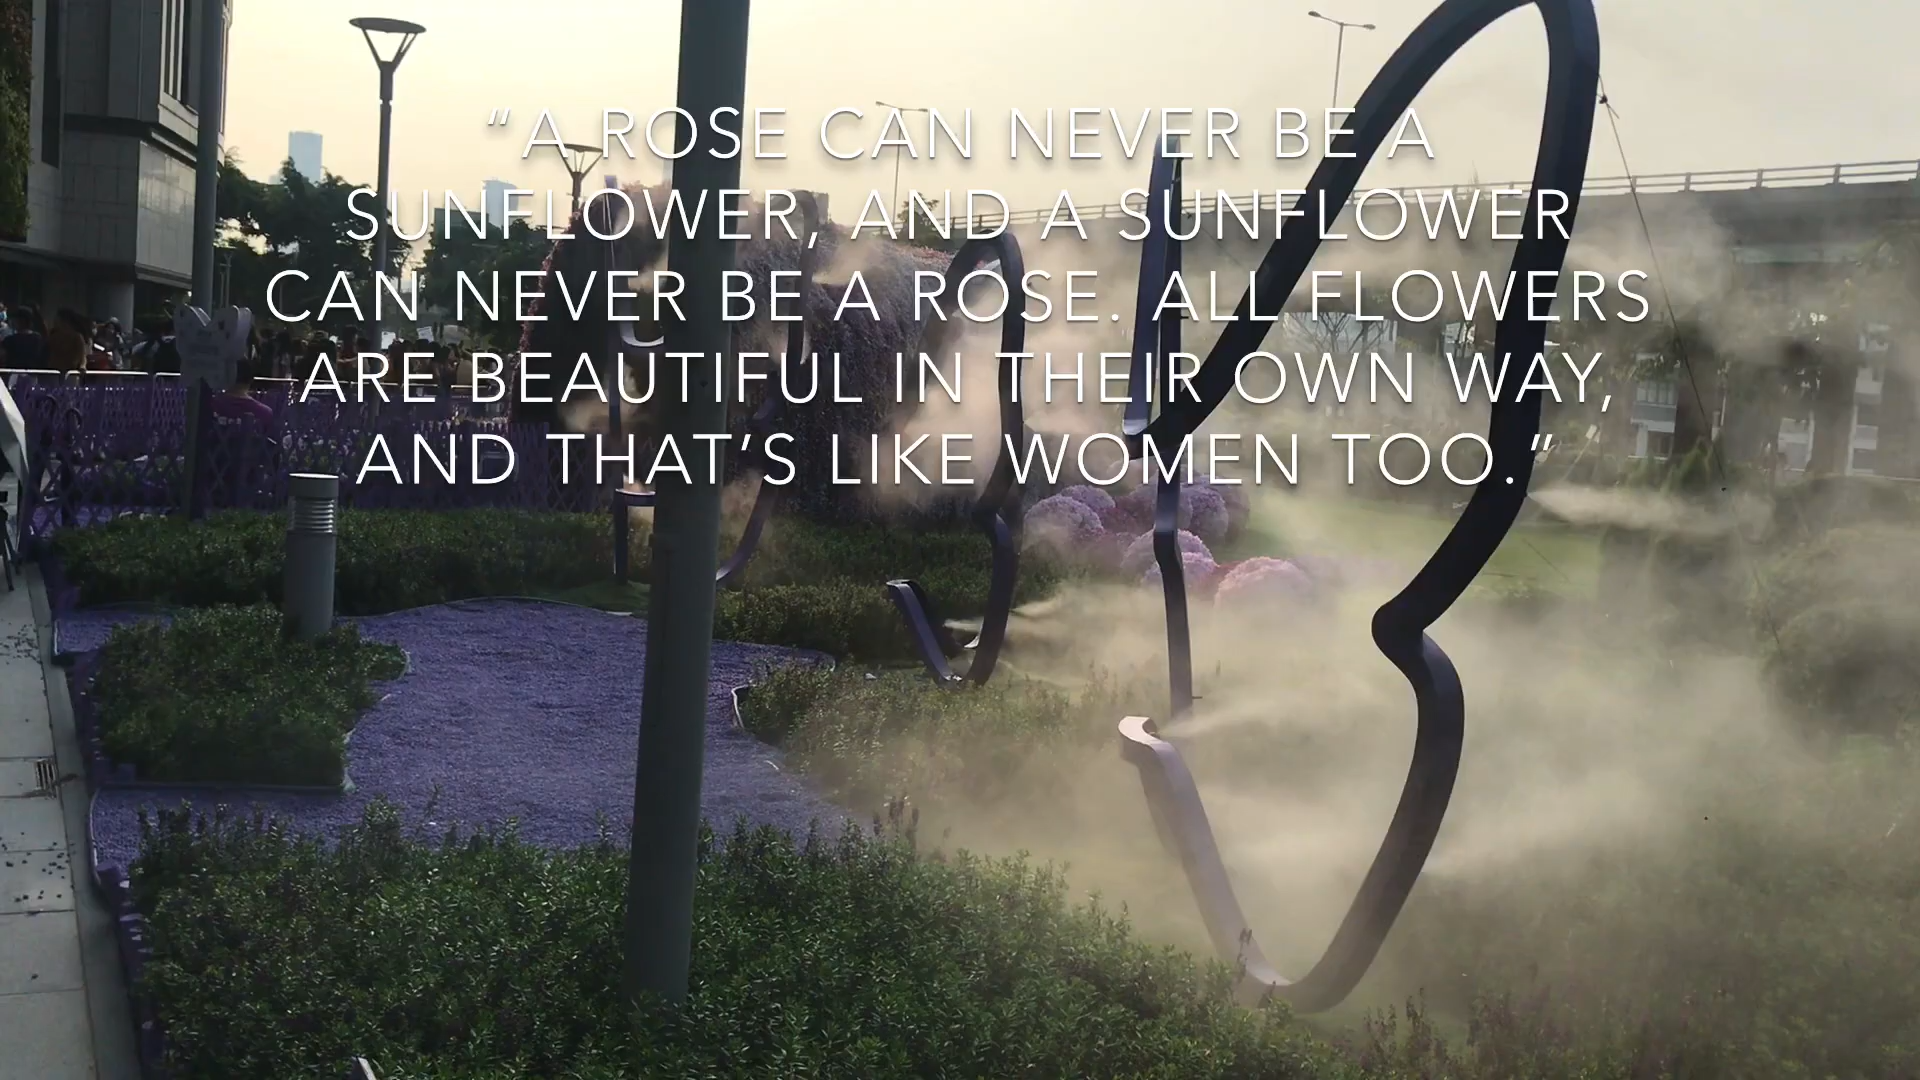 “A ROSE CAN NEVER BE A
SUNFLOWER, AND A SUNFLOWER
CAN NEVER BE A ROSE. ALL FLOWERS
ARE BEAUTIFUL IN THEIR OWN WAY,
AND THAT’S LIKE WOMEN TOO.”